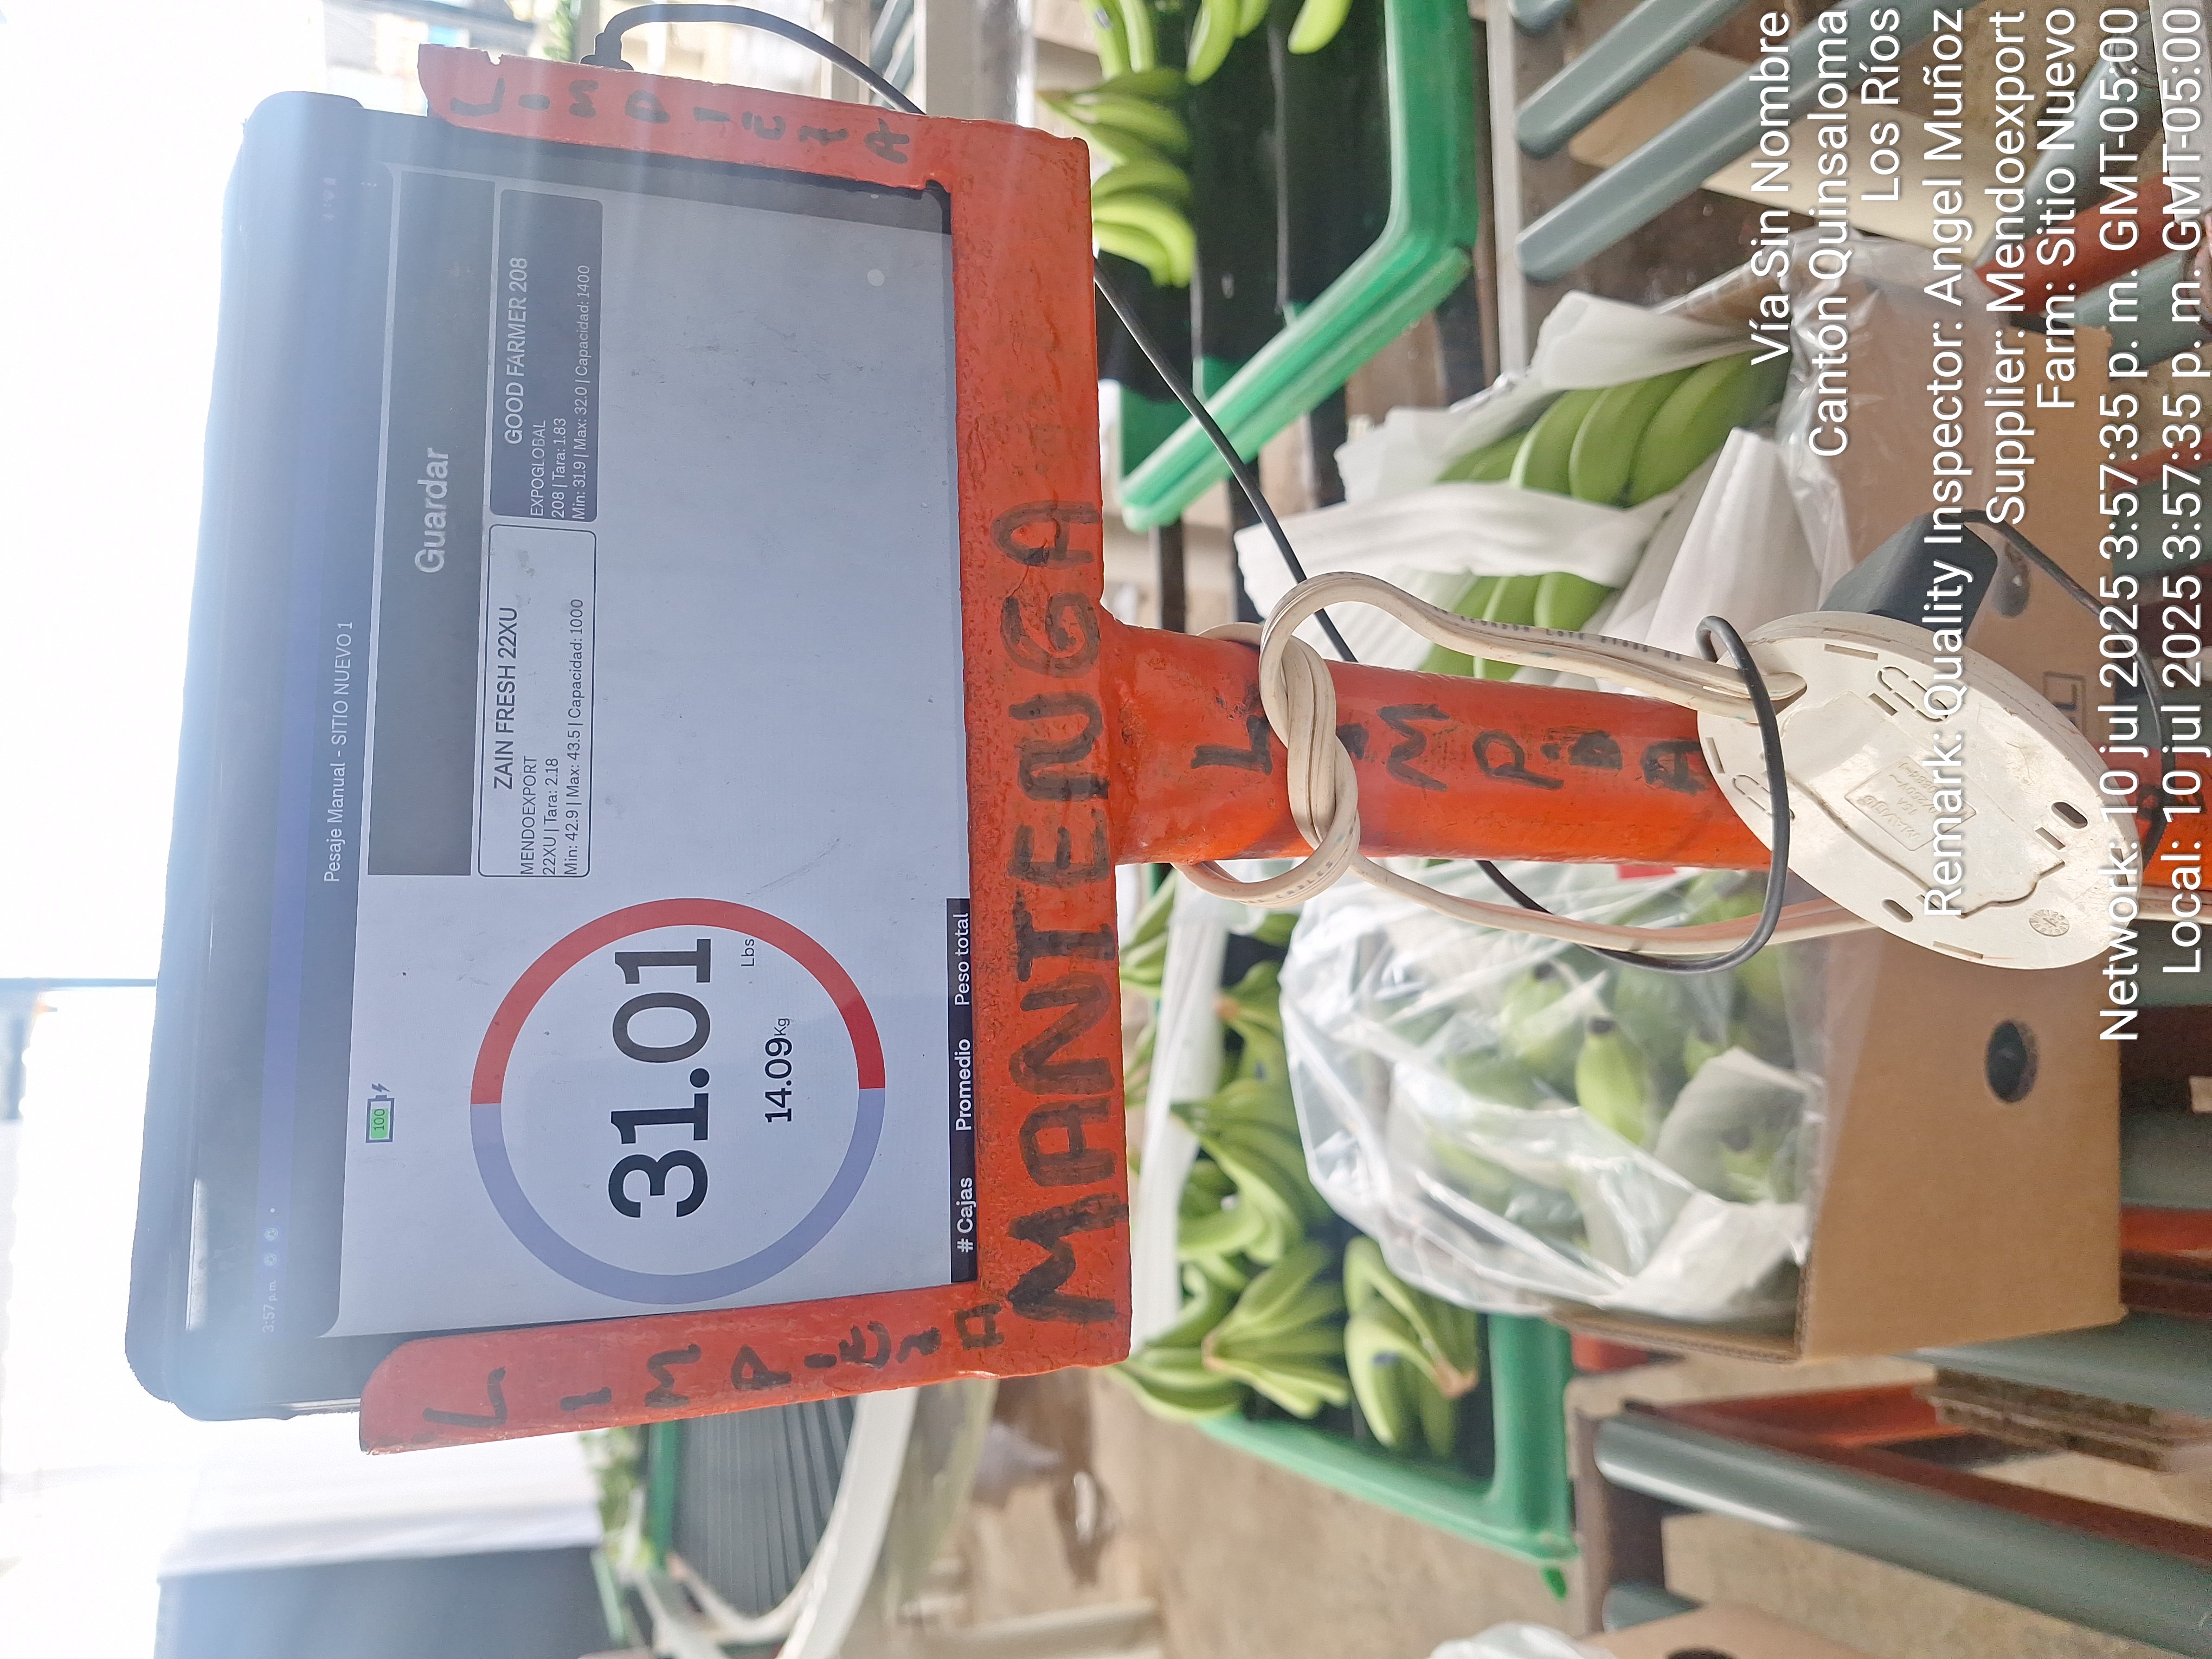 3:57 p. m.
Pesaje Manual - SITIO NUEVO 1
100
Guardar
31.01
Lbs
14.09 Kg
ZAIN FRESH 22XU
MENDOEXPORT
22XU | Tara: 2.18
Min: 42.9 | Max: 43.5 | Capacidad: 1000
GOOD FARMER 208
EXPOGLOBAL
208 | Tara: 1.83
Min: 31.9 | Max: 32.0 | Capacidad: 1400
# Cajas Promedio Peso total
LIMPIEZA
LIMPIEZA
MANTENGA
LIMPIA
Vía Sin Nombre
Cantón Quinsaloma
Los Ríos
Remark: Quality Inspector: Angel Muñoz
Supplier: Mendoexport
Farm: Sitio Nuevo
Network: 10 jul 2025 3:57:35 p. m. GMT-05:00
Local: 10 jul 2025 3:57:35 p. m. GMT-05:00